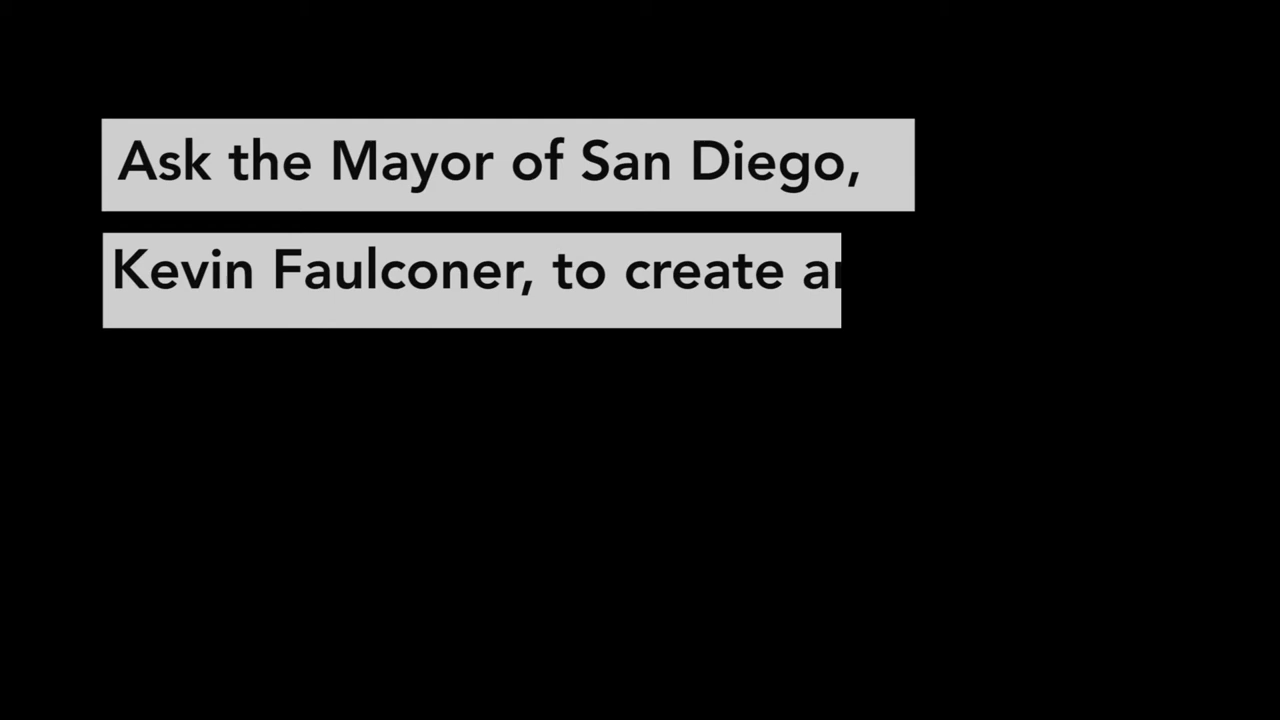 Ask the Mayor of San Diego,
Kevin Faulconer, to create